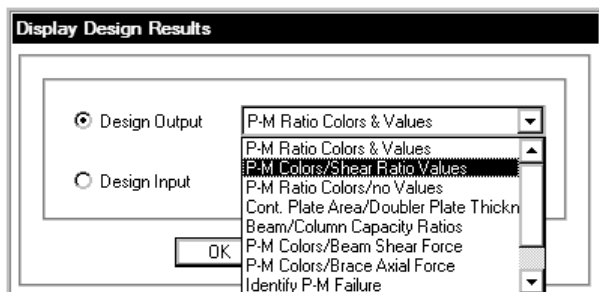 Display Design Results
Design Output
P-M Ratio Colors & Values
P-M Ratio Colors & Values
P-M Colors/Shear Ratio Values
Design Input
P-M Ratio Colors/no Values
Cont. Plate Area/Doubler Plate Thickn
Beam/Column Capacity Ratios
OK
P-M Colors/Beam Shear Force
P-M Colors/Brace Axial Force
Identify P-M Failure